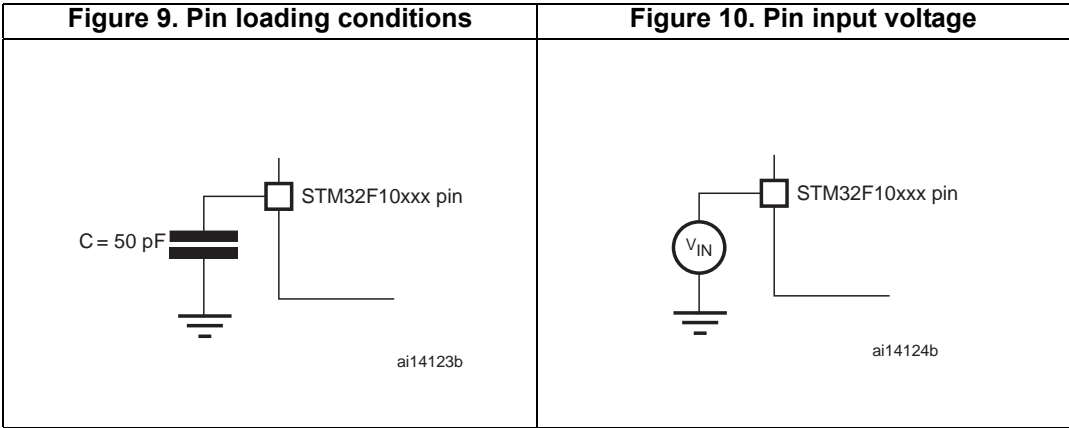 Figure 9. Pin loading conditions
Figure 10. Pin input voltage
STM32F10xxx pin
C = 50 pF
ai14123b
STM32F10xxx pin
VIN
ai14124b